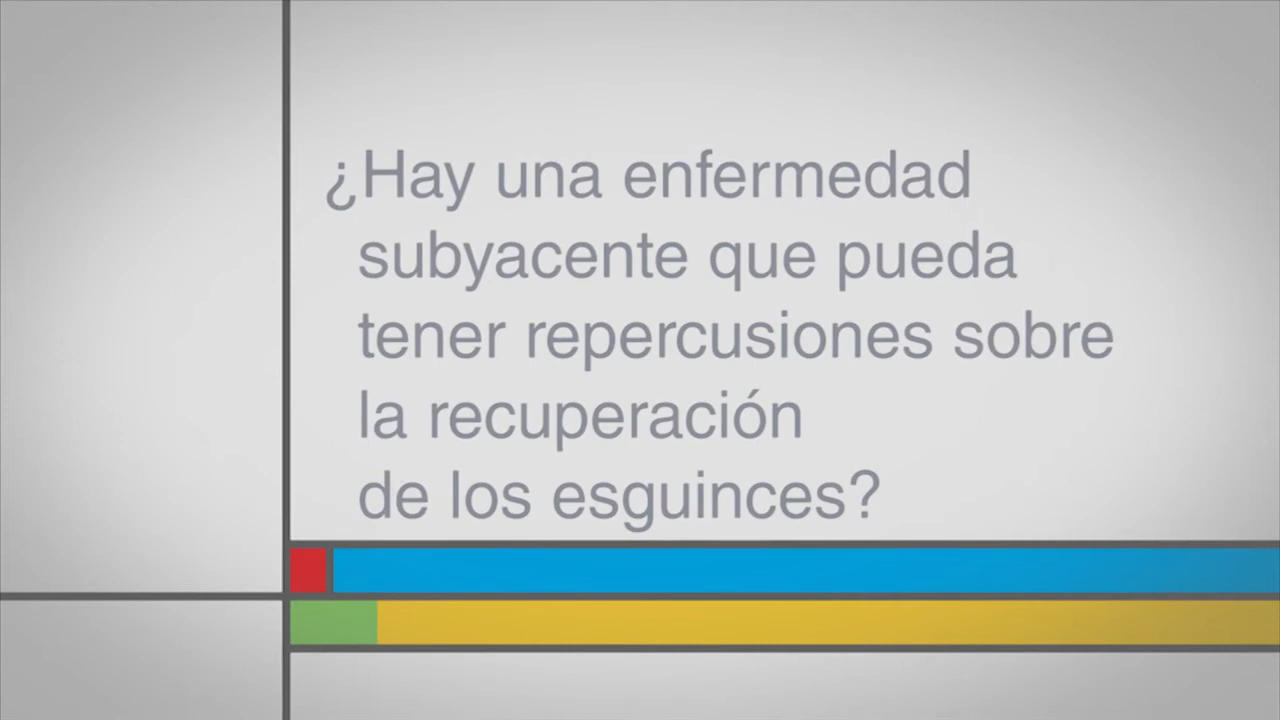 ¿Hay una enfermedad
subyacente que pueda
tener repercusiones sobre
la recuperación
de los esguinces?